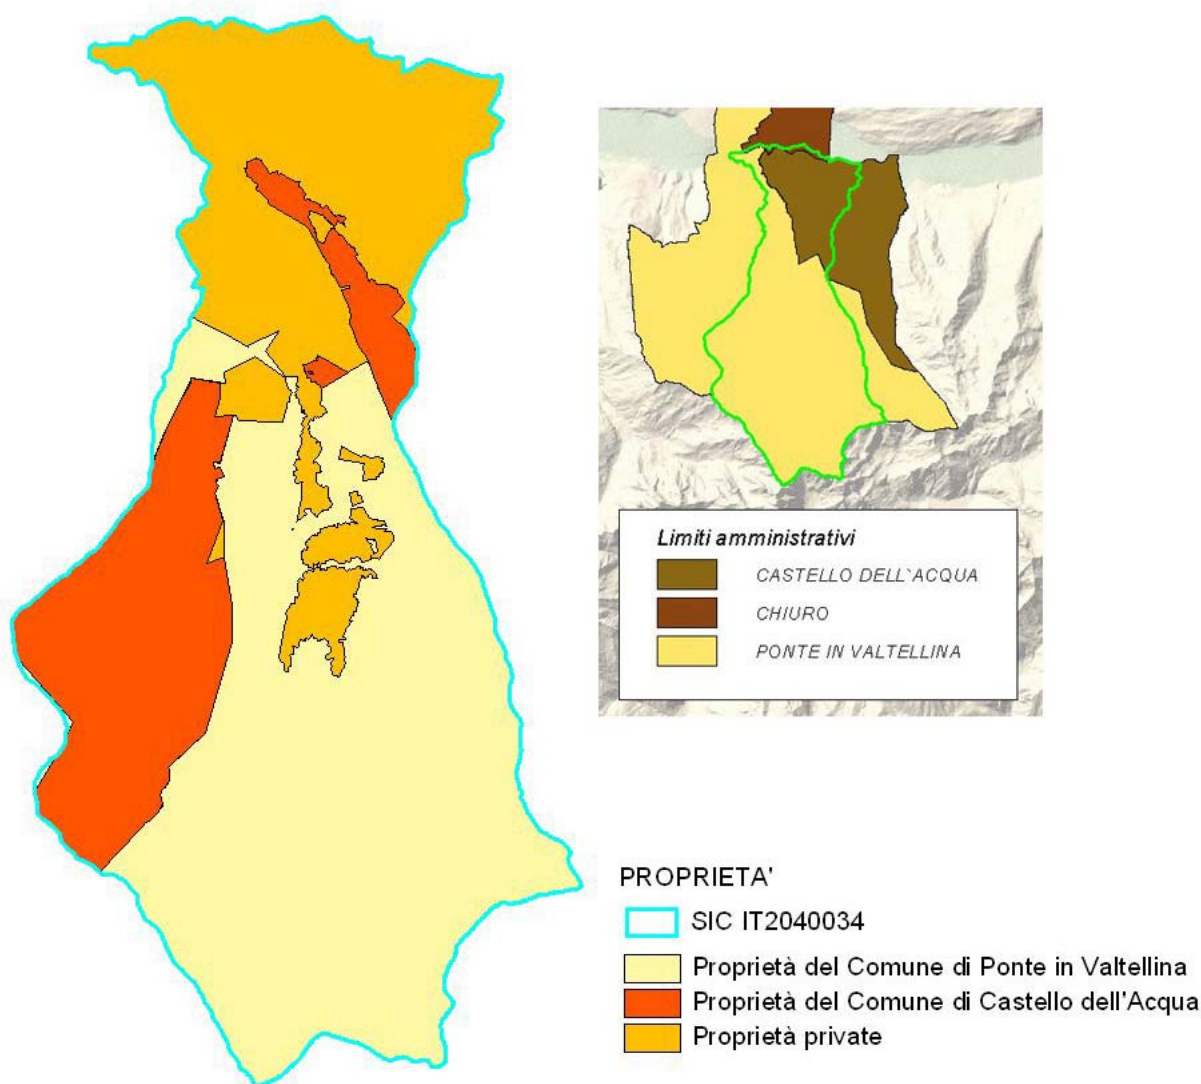 Limiti amministrativi
CASTELLO DELL`ACQUA
CHIURO
PONTE IN VALTELLINA
PROPRIETA'
SIC IT2040034
Proprietà del Comune di Ponte in Valtellina
Proprietà del Comune di Castello dell'Acqua
Proprietà private